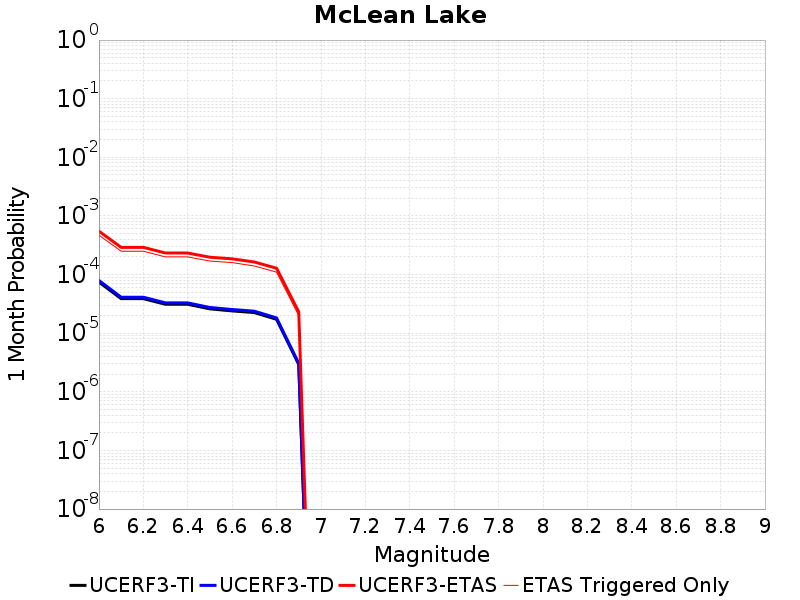 McLean Lake
1 Month Probability
10^0
10^-1
10^-2
10^-3
10^-4
10^-5
10^-6
10^-7
10^-8
6 6.2 6.4 6.6 6.8 7 7.2 7.4 7.6 7.8 8 8.2 8.4 8.6 8.8 9
Magnitude
UCERF3-TI UCERF3-TD UCERF3-ETAS ETAS Triggered Only